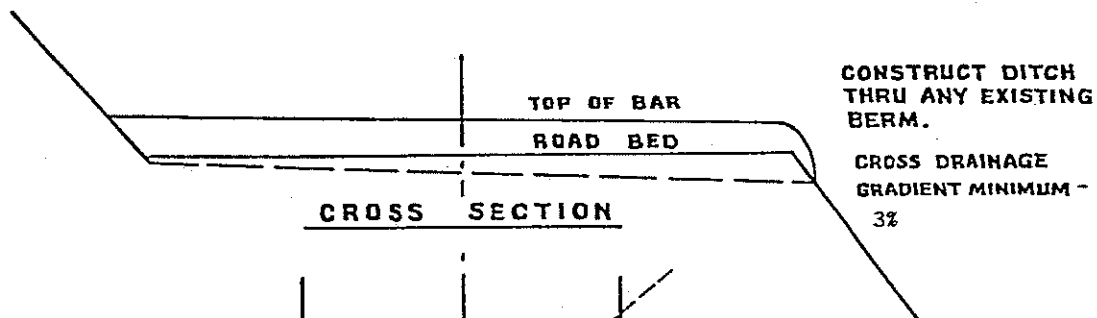 CONSTRUCT DITCH
THRU ANY EXISTING
BERM.
TOP OF BAR
ROAD BED
CROSS DRAINAGE
GRADIENT MINIMUM -
3%
CROSS SECTION